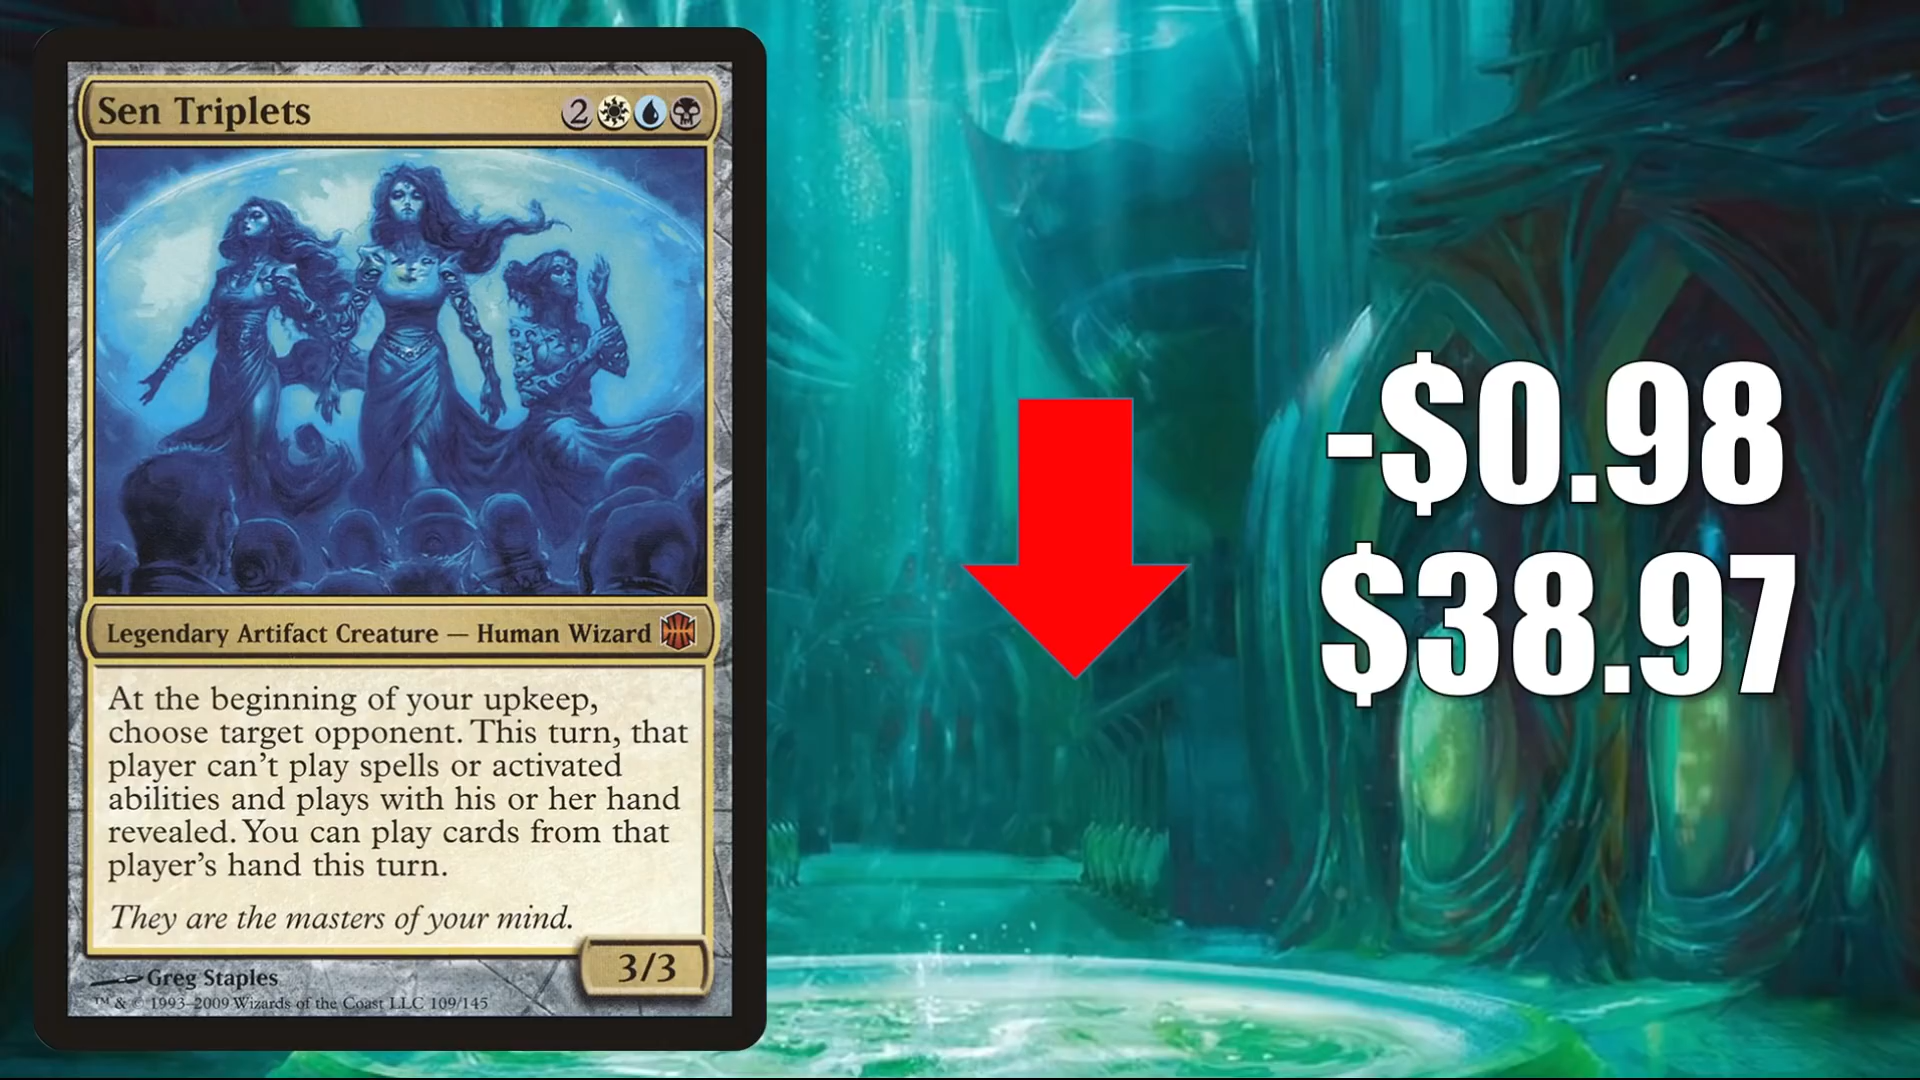 Sen Triplets 2
Legendary Artifact Creature — Human Wizard
At the beginning of your upkeep,
choose target opponent. This turn, that
player can't play spells or activated
abilities and plays with his or her hand
revealed. You can play cards from that
player's hand this turn.
They are the masters of your mind.
3/3
Greg Staples
™ & © 1993–2009 Wizards of the Coast LLC 109/145
-$0.98
$38.97